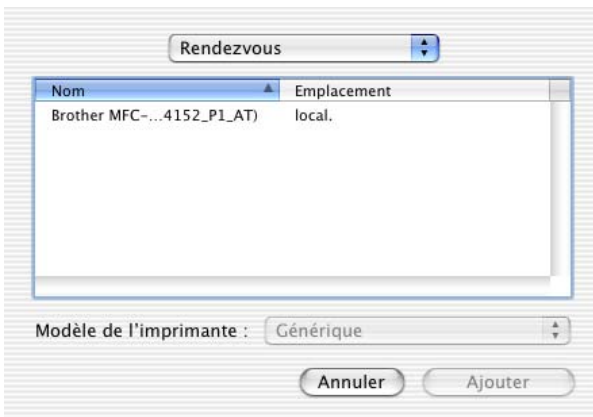 Rendezvous
Nom Emplacement
Brother MFC-...4152_P1_AT) local.
Modèle de l'imprimante : Générique
Annuler Ajouter